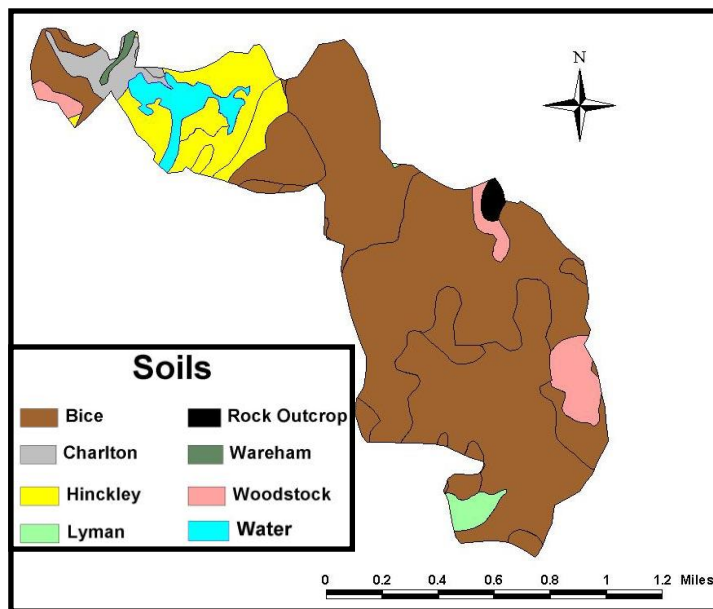 N
Soils
Bice
Rock Outcrop
Charlton
Wareham
Hinckley
Woodstock
Lyman
Water
0 0.2 0.4 0.6 0.8 1 1.2 Miles